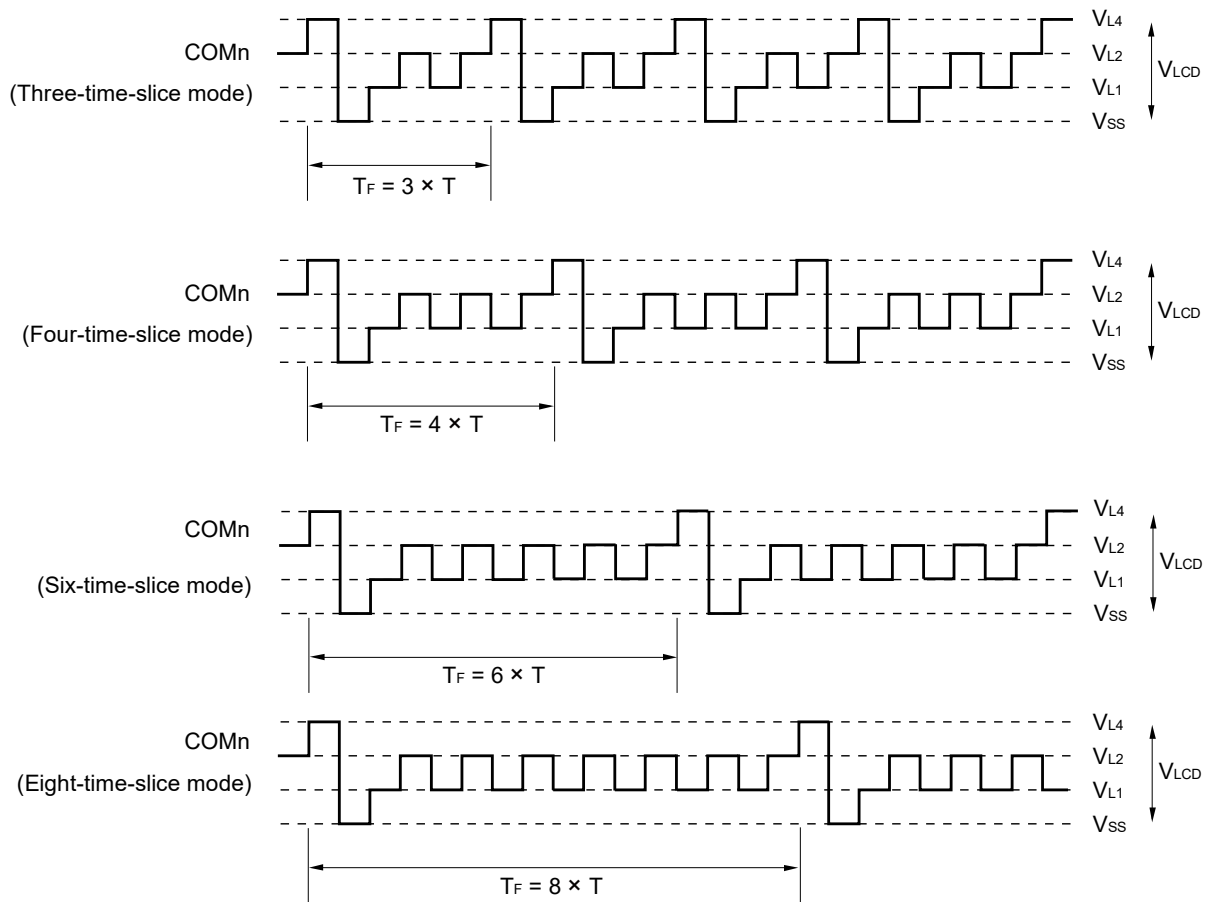 COMn
(Three-time-slice mode)
VL4
VL2
VL1
VSS
VLCD
TF = 3 × T
COMn
(Four-time-slice mode)
VL4
VL2
VL1
VSS
VLCD
TF = 4 × T
COMn
(Six-time-slice mode)
VL4
VL2
VL1
VSS
VLCD
TF = 6 × T
COMn
(Eight-time-slice mode)
VL4
VL2
VL1
VSS
VLCD
TF = 8 × T